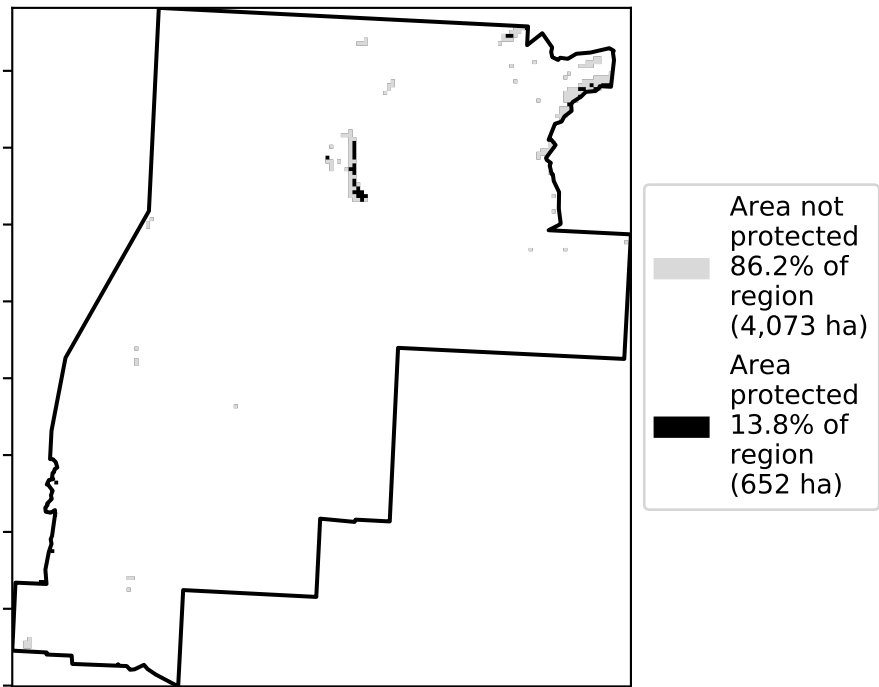 Area not
protected
86.2% of
region
(4,073 ha)
Area
protected
13.8% of
region
(652 ha)